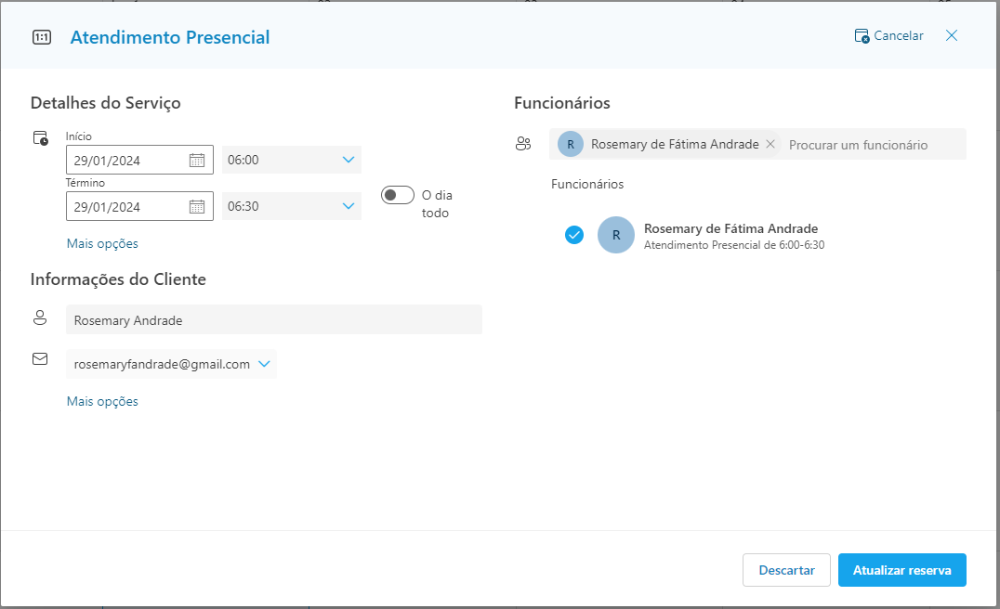 1:1
Atendimento Presencial
Cancelar
Detalhes do Serviço
Início
29/01/2024
06:00
Término
29/01/2024
06:30
O dia
todo
Mais opções
Informações do Cliente
Rosemary Andrade
rosemaryfandrade@gmail.com
Mais opções
Funcionários
R
Rosemary de Fátima Andrade
Procurar um funcionário
Funcionários
R
Rosemary de Fátima Andrade
Atendimento Presencial de 6:00-6:30
Descartar
Atualizar reserva